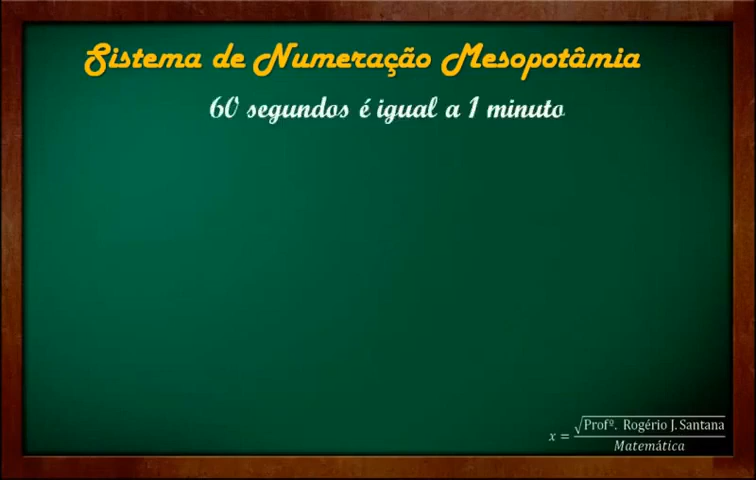 Sistema de Numeração Mesopotâmia
60 segundos é igual a 1 minuto
x = √Profº. Rogério J. Santana
Matemática